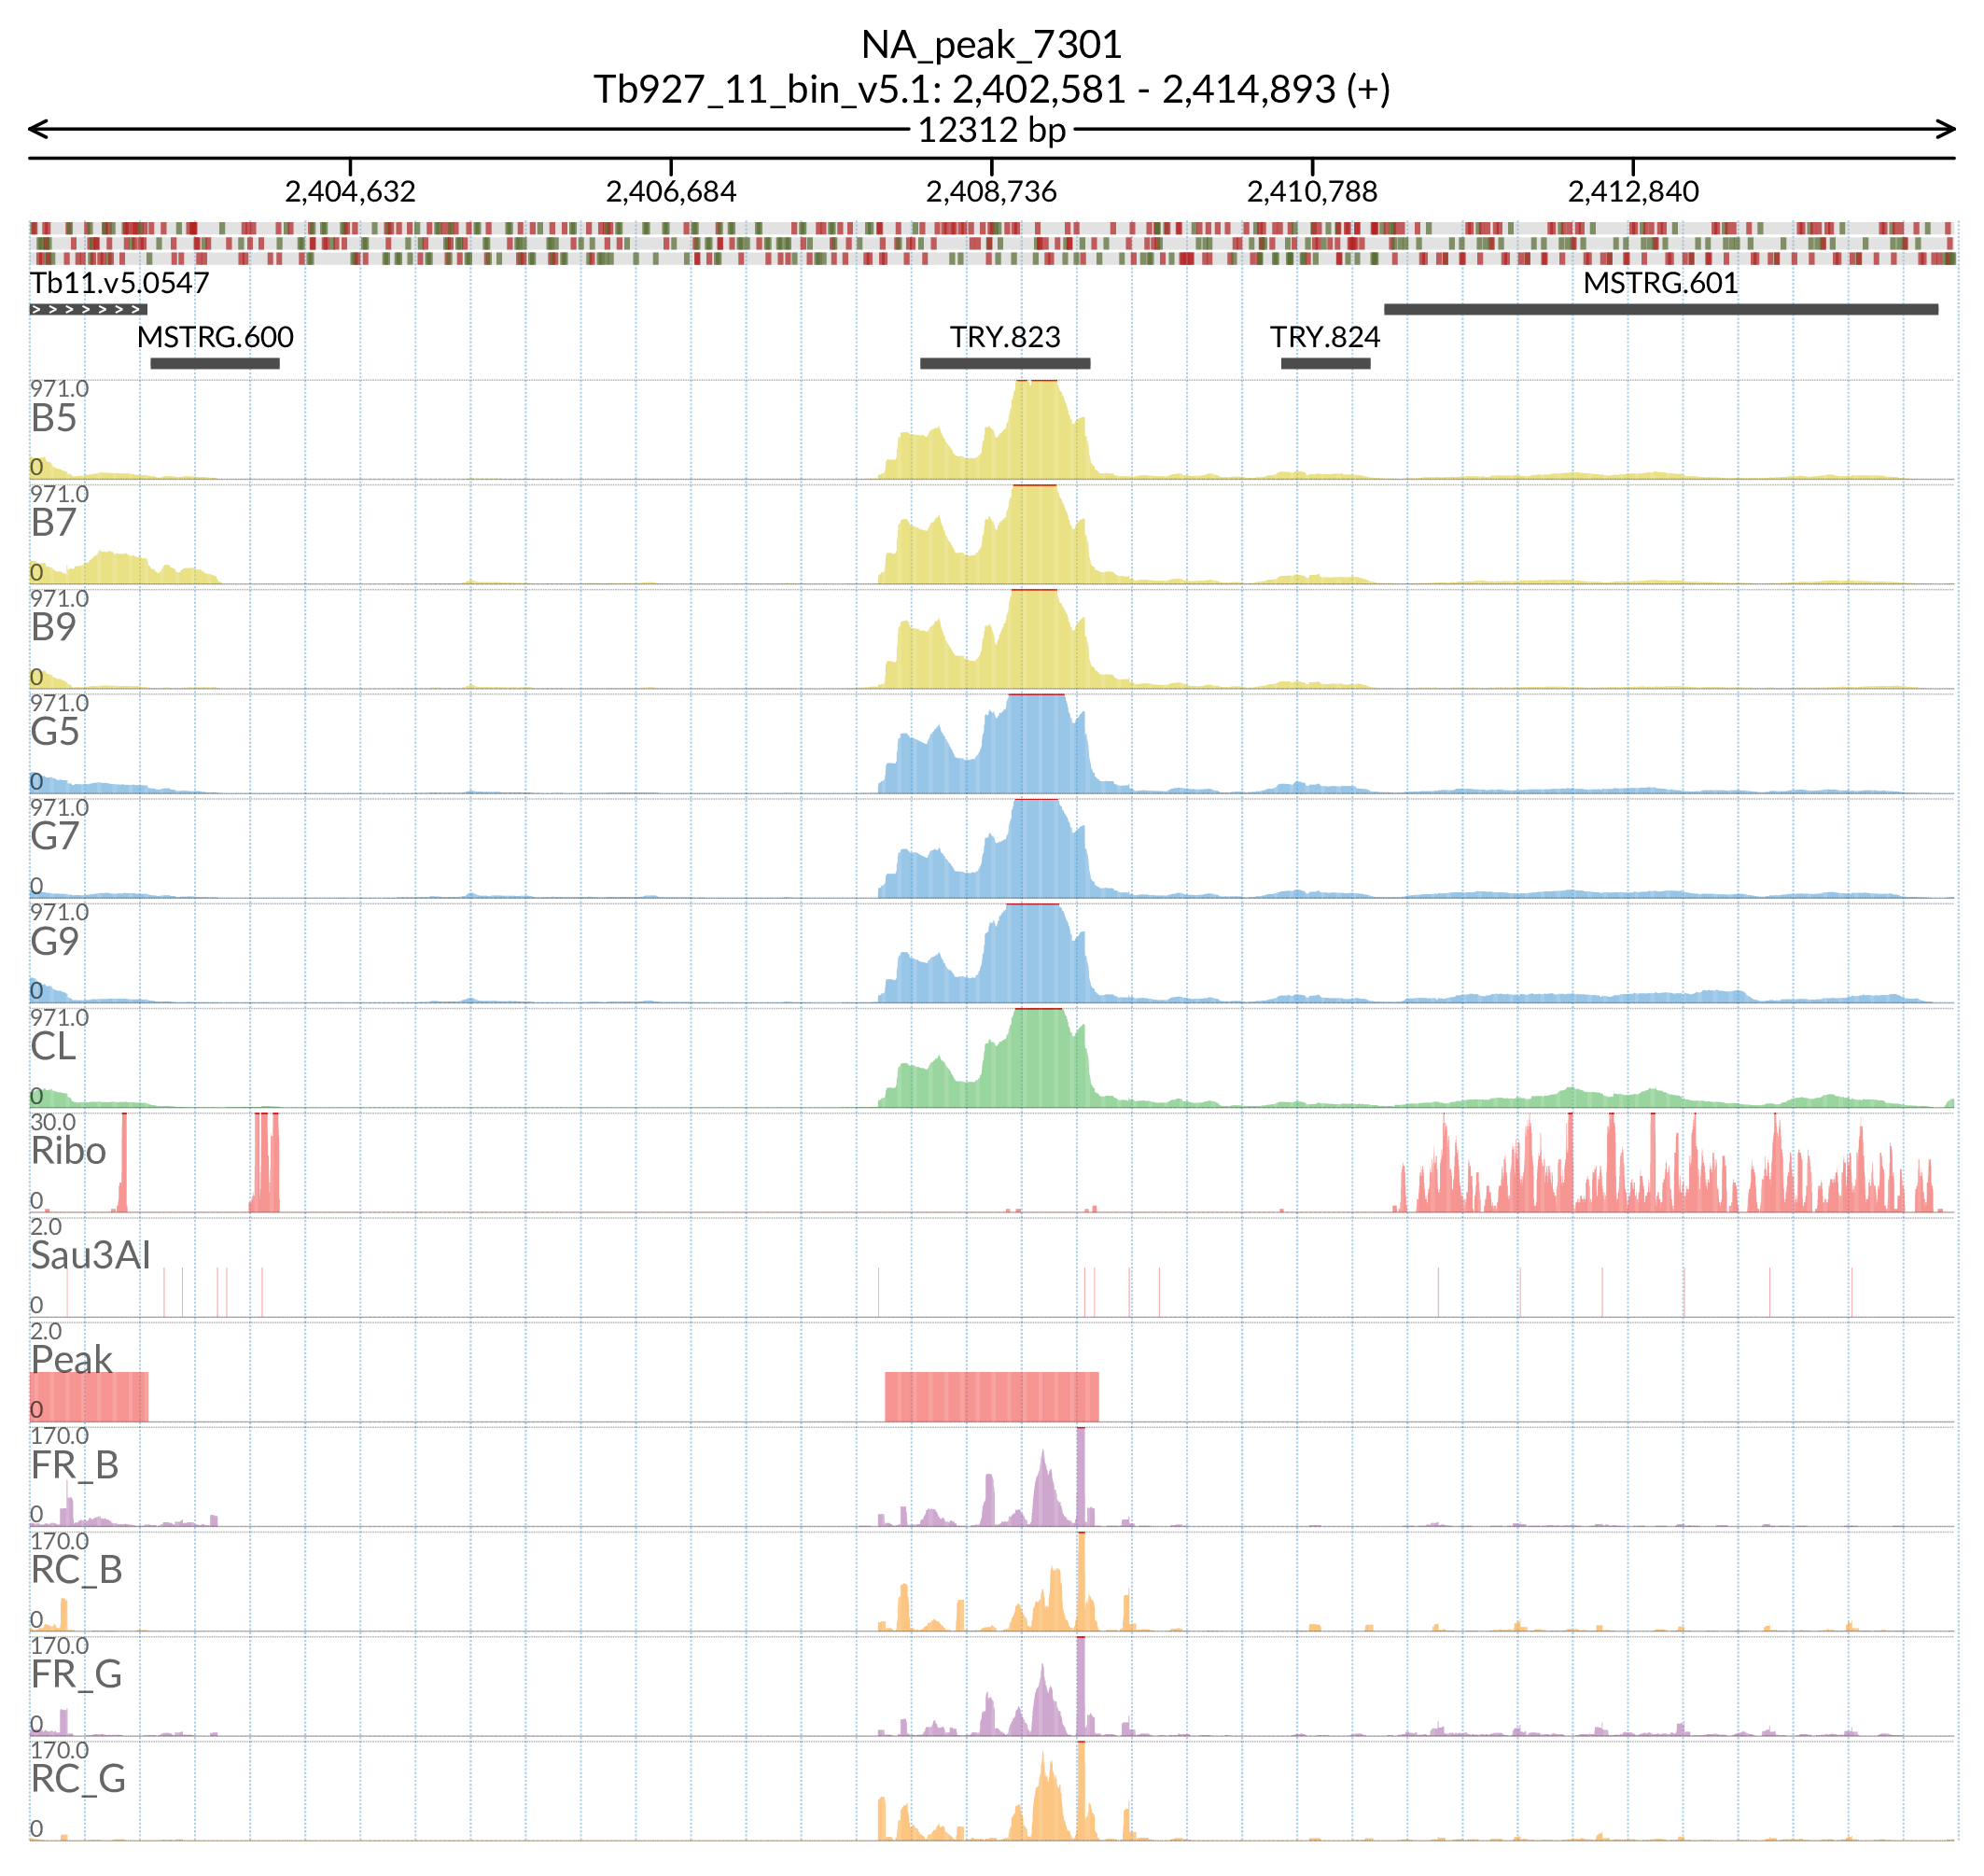 NA_peak_7301
Tb927_11_bin_v5.1: 2,402,581 - 2,414,893 (+)
12312 bp
2,404,632 2,406,684 2,408,736 2,410,788 2,412,840
Tb11.v5.0547 MSTRG.601
MSTRG.600 TRY.823 TRY.824
971.0
B5
0
971.0
B7
0
971.0
B9
0
971.0
G5
0
971.0
G7
0
971.0
G9
0
971.0
CL
0
30.0
Ribo
0
2.0
Sau3AI
0
2.0
Peak
0
170.0
FR_B
0
170.0
RC_B
0
170.0
FR_G
0
170.0
RC_G
0